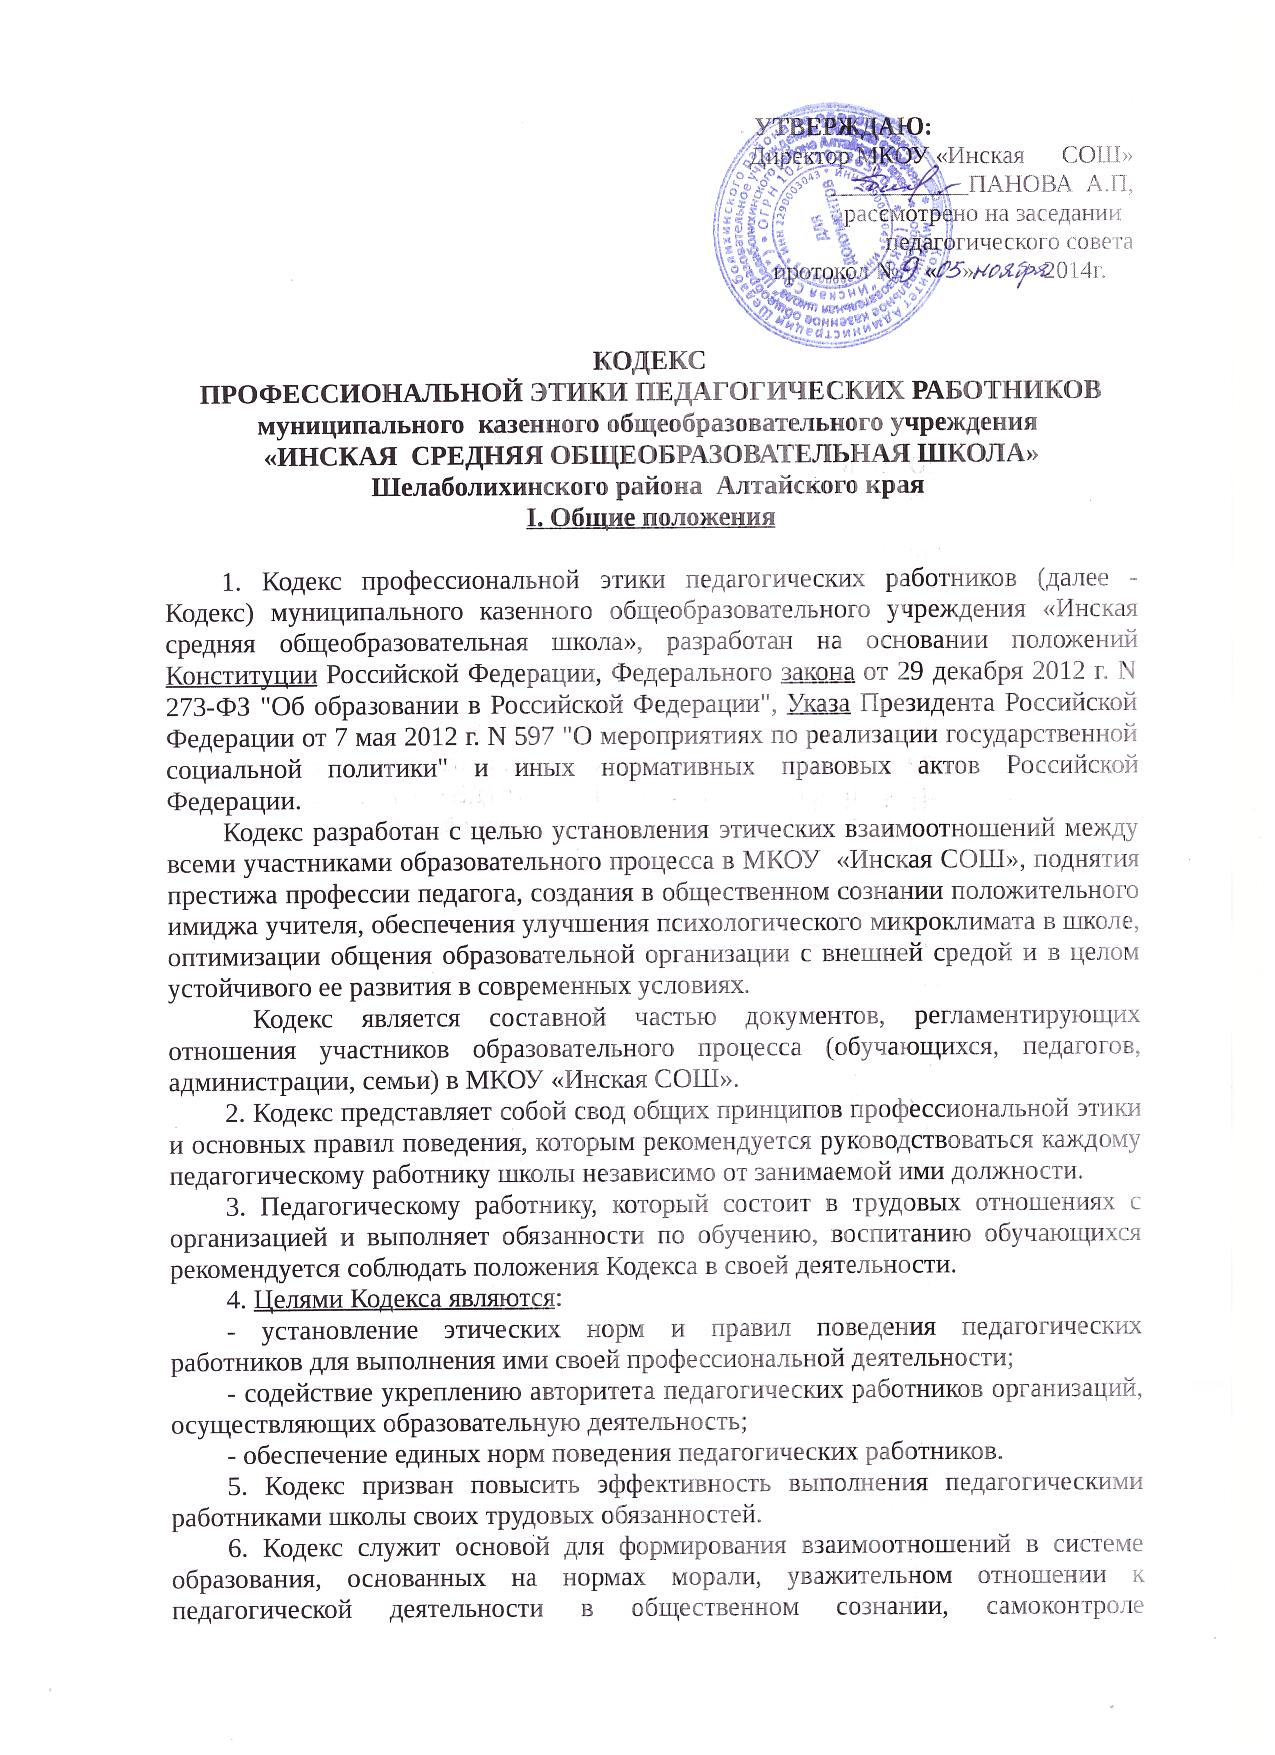 УТВЕРЖДАЮ:
Директор МКОУ «Инская СОШ»
ПАНОВА А.П,
рассмотрено на заседании
педагогического совета
протокол № 9 «05» ноября 2014г.
ДЛЯ
ДОКУМЕНТОВ
КОДЕКС
ПРОФЕССИОНАЛЬНОЙ ЭТИКИ ПЕДАГОГИЧЕСКИХ РАБОТНИКОВ
муниципального казенного общеобразовательного учреждения
«ИНСКАЯ СРЕДНЯЯ ОБЩЕОБРАЗОВАТЕЛЬНАЯ ШКОЛА»
Шелаболихинского района Алтайского края
I. Общие положения
1. Кодекс профессиональной этики педагогических работников (далее -
Кодекс) муниципального казенного общеобразовательного учреждения «Инская
средняя общеобразовательная школа», разработан на основании положений
Конституции Российской Федерации, Федерального закона от 29 декабря 2012 г. N
273-ФЗ "Об образовании в Российской Федерации", Указа Президента Российской
Федерации от 7 мая 2012 г. N 597 "О мероприятиях по реализации государственной
социальной политики" и иных нормативных правовых актов Российской
Федерации.
Кодекс разработан с целью установления этических взаимоотношений между
всеми участниками образовательного процесса в МКОУ «Инская СОШ», поднятия
престижа профессии педагога, создания в общественном сознании положительного
имиджа учителя, обеспечения улучшения психологического микроклимата в школе,
оптимизации общения образовательной организации с внешней средой и в целом
устойчивого ее развития в современных условиях.
Кодекс является составной частью документов, регламентирующих
отношения участников образовательного процесса (обучающихся, педагогов,
администрации, семьи) в МКОУ «Инская СОШ».
2. Кодекс представляет собой свод общих принципов профессиональной этики
и основных правил поведения, которым рекомендуется руководствоваться каждому
педагогическому работнику школы независимо от занимаемой ими должности.
3. Педагогическому работнику, который состоит в трудовых отношениях с
организацией и выполняет обязанности по обучению, воспитанию обучающихся
рекомендуется соблюдать положения Кодекса в своей деятельности.
4. Целями Кодекса являются:
- установление этических норм и правил поведения педагогических
работников для выполнения ими своей профессиональной деятельности;
- содействие укреплению авторитета педагогических работников организаций,
осуществляющих образовательную деятельность;
- обеспечение единых норм поведения педагогических работников.
5. Кодекс призван повысить эффективность выполнения педагогическими
работниками школы своих трудовых обязанностей.
6. Кодекс служит основой для формирования взаимоотношений в системе
образования, основанных на нормах морали, уважительном отношении к
педагогической деятельности в общественном сознании, самоконтроле